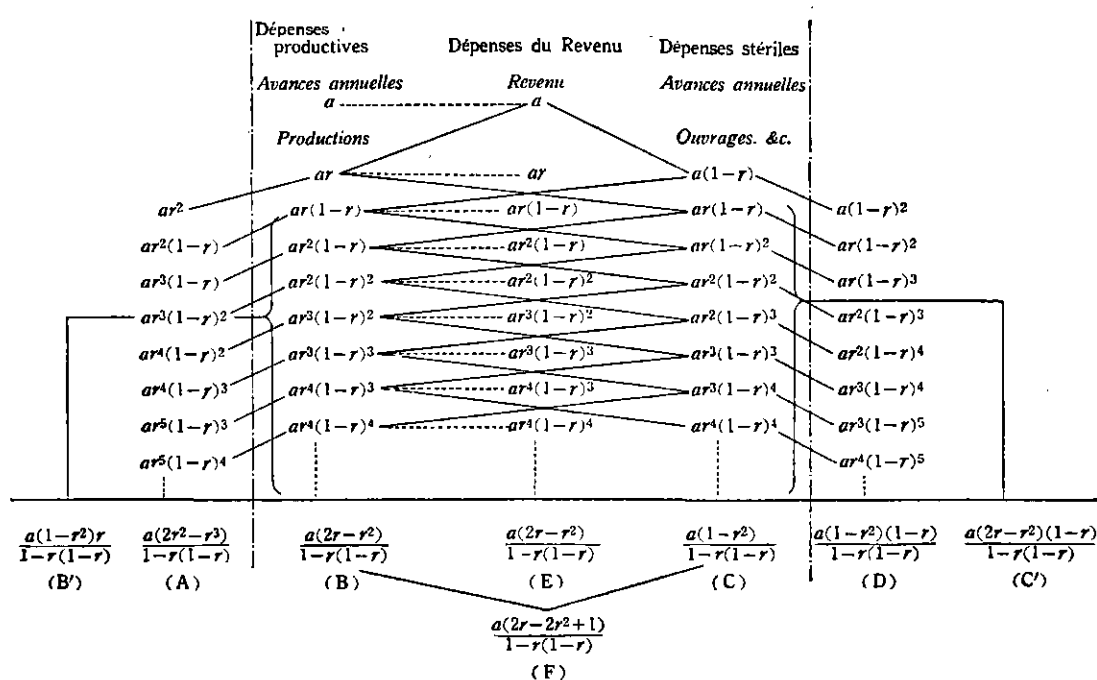 Dépenses productives
Dépenses du Revenu
Dépenses stériles
Avances annuelles
Revenu
Avances annuelles
a
a
Productions
Ouvrages. &c.
ar
ar
a(1−r)
ar²
ar(1−r)
ar(1−r)
ar(1−r)
a(1−r)²
ar²(1−r)
ar²(1−r)
ar²(1−r)
ar(1−r)²
ar(1−r)²
ar³(1−r)
ar²(1−r)²
ar²(1−r)²
ar²(1−r)²
ar(1−r)³
ar³(1−r)²
ar³(1−r)²
ar³(1−r)²
ar²(1−r)³
ar²(1−r)³
ar⁴(1−r)²
ar³(1−r)³
ar³(1−r)³
ar³(1−r)³
ar²(1−r)⁴
ar⁴(1−r)³
ar⁴(1−r)³
ar⁴(1−r)³
ar³(1−r)⁴
ar³(1−r)⁴
ar⁵(1−r)³
ar⁴(1−r)⁴
ar⁴(1−r)⁴
ar⁴(1−r)⁴
ar³(1−r)⁵
ar⁵(1−r)⁴
ar⁴(1−r)⁵
a(1−r²)r
1−r(1−r)
(B′)
a(2r²−r³)
1−r(1−r)
(A)
a(2r−r²)
1−r(1−r)
(B)
a(2r−r²)
1−r(1−r)
(E)
a(1−r²)
1−r(1−r)
(C)
a(1−r²)(1−r)
1−r(1−r)
(D)
a(2r−r²)(1−r)
1−r(1−r)
(C′)
a(2r−2r²+1)
1−r(1−r)
(F)